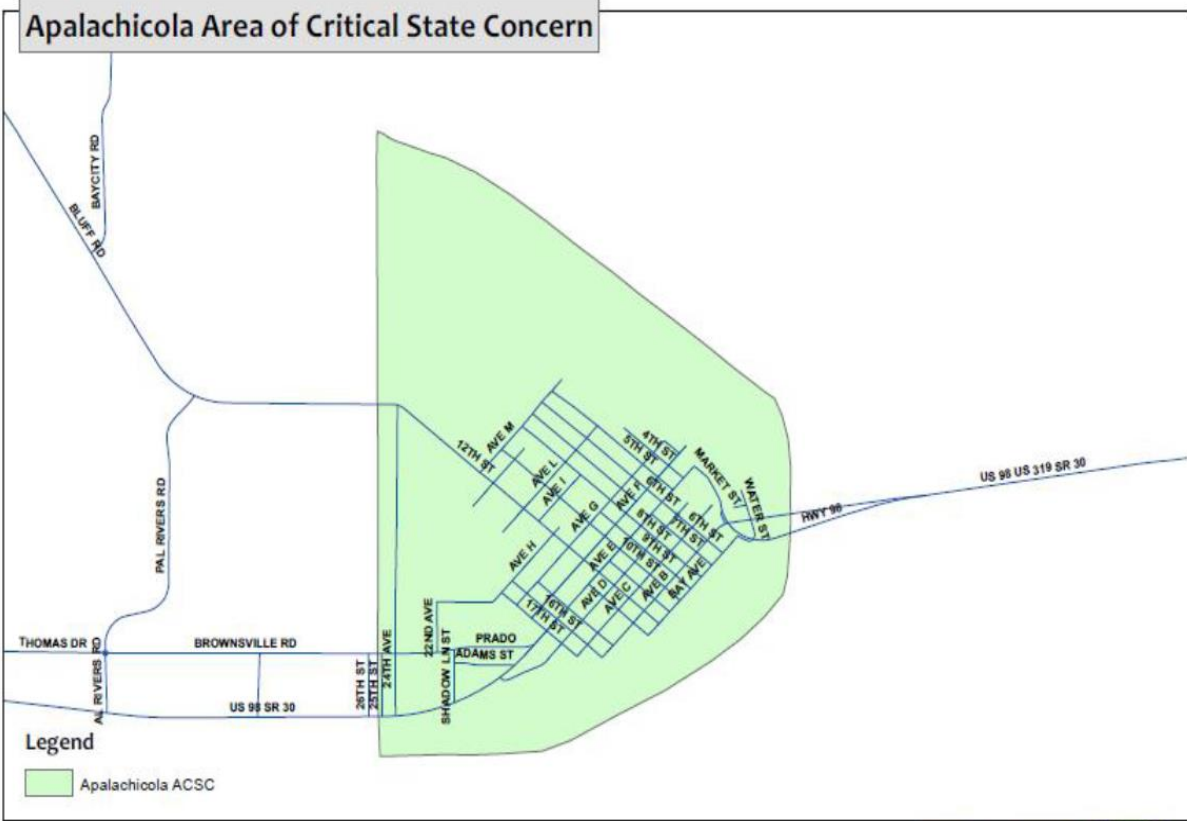 Apalachicola Area of Critical State Concern
BAYCITY RD
BLUFF RD
PAL RIVERS RD
THOMAS DR
AL RIVERS RD
BROWNSVILLE RD
US 98 SR 30
26TH ST
25TH ST
24TH AVE
22ND AVE
SHADOW LN ST
PRADO
ADAMS ST
12TH ST
AVE M
AVE L
AVE I
AVE G
AVE F
AVE H
AVE E
AVE D
AVE C
AVE B
BAY AVE
4TH ST
5TH ST
6TH ST
6TH ST
7TH ST
8TH ST
9TH ST
10TH ST
16TH ST
17TH ST
MARKET ST
WATER ST
HWY 98
US 98 US 319 SR 30
Legend
Apalachicola ACSC